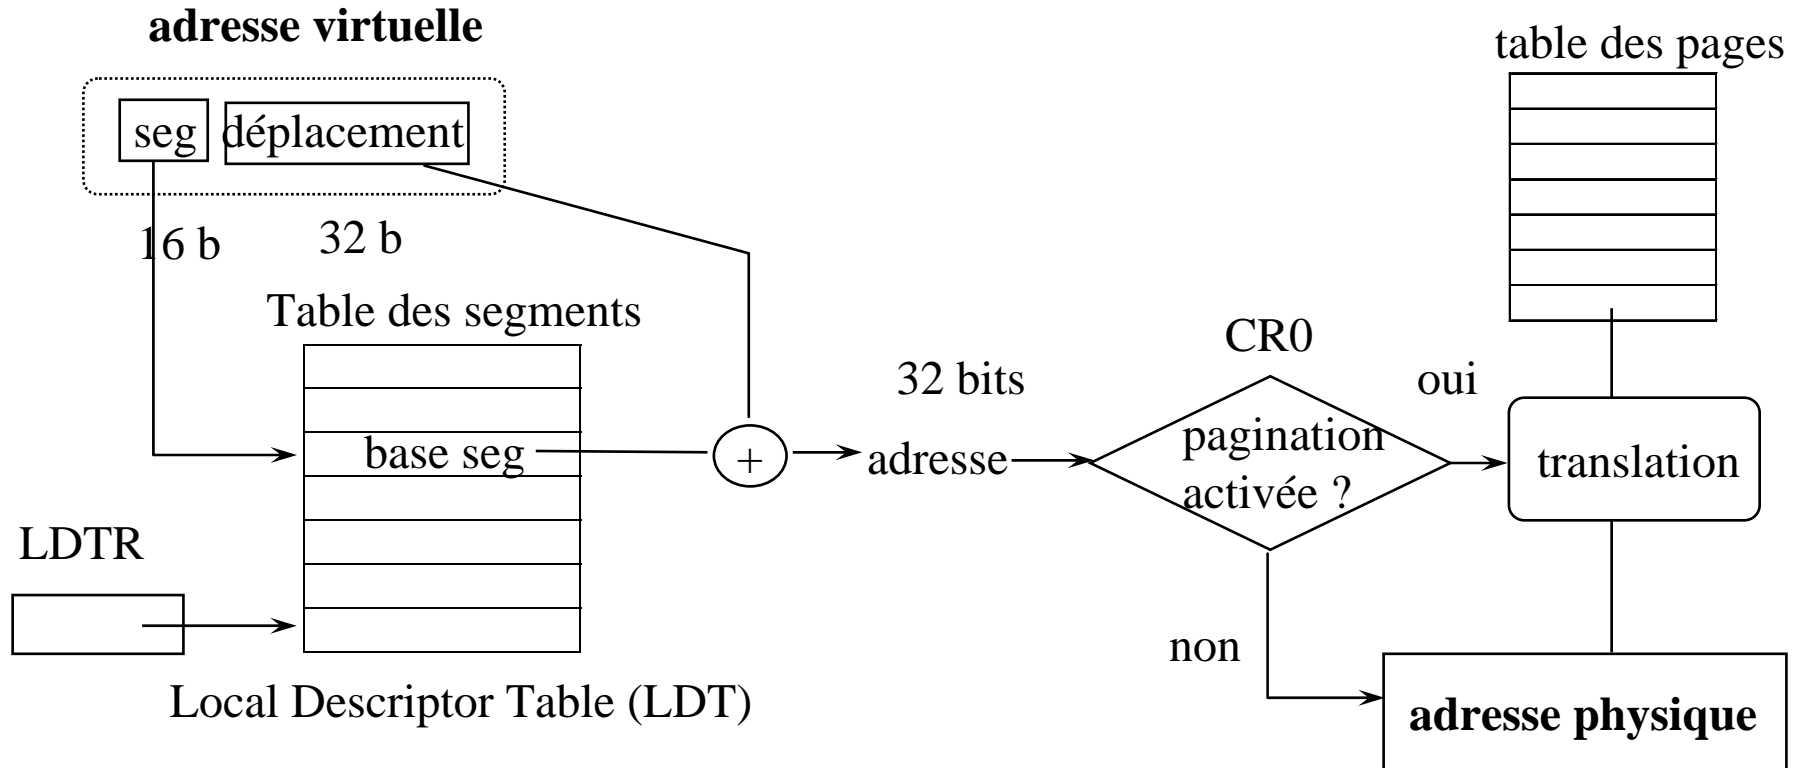 adresse virtuelle
table des pages
seg déplacement
16 b 32 b
Table des segments
CR0
32 bits
oui
base seg
+
adresse
pagination
activée ?
translation
LDTR
non
Local Descriptor Table (LDT)
adresse physique